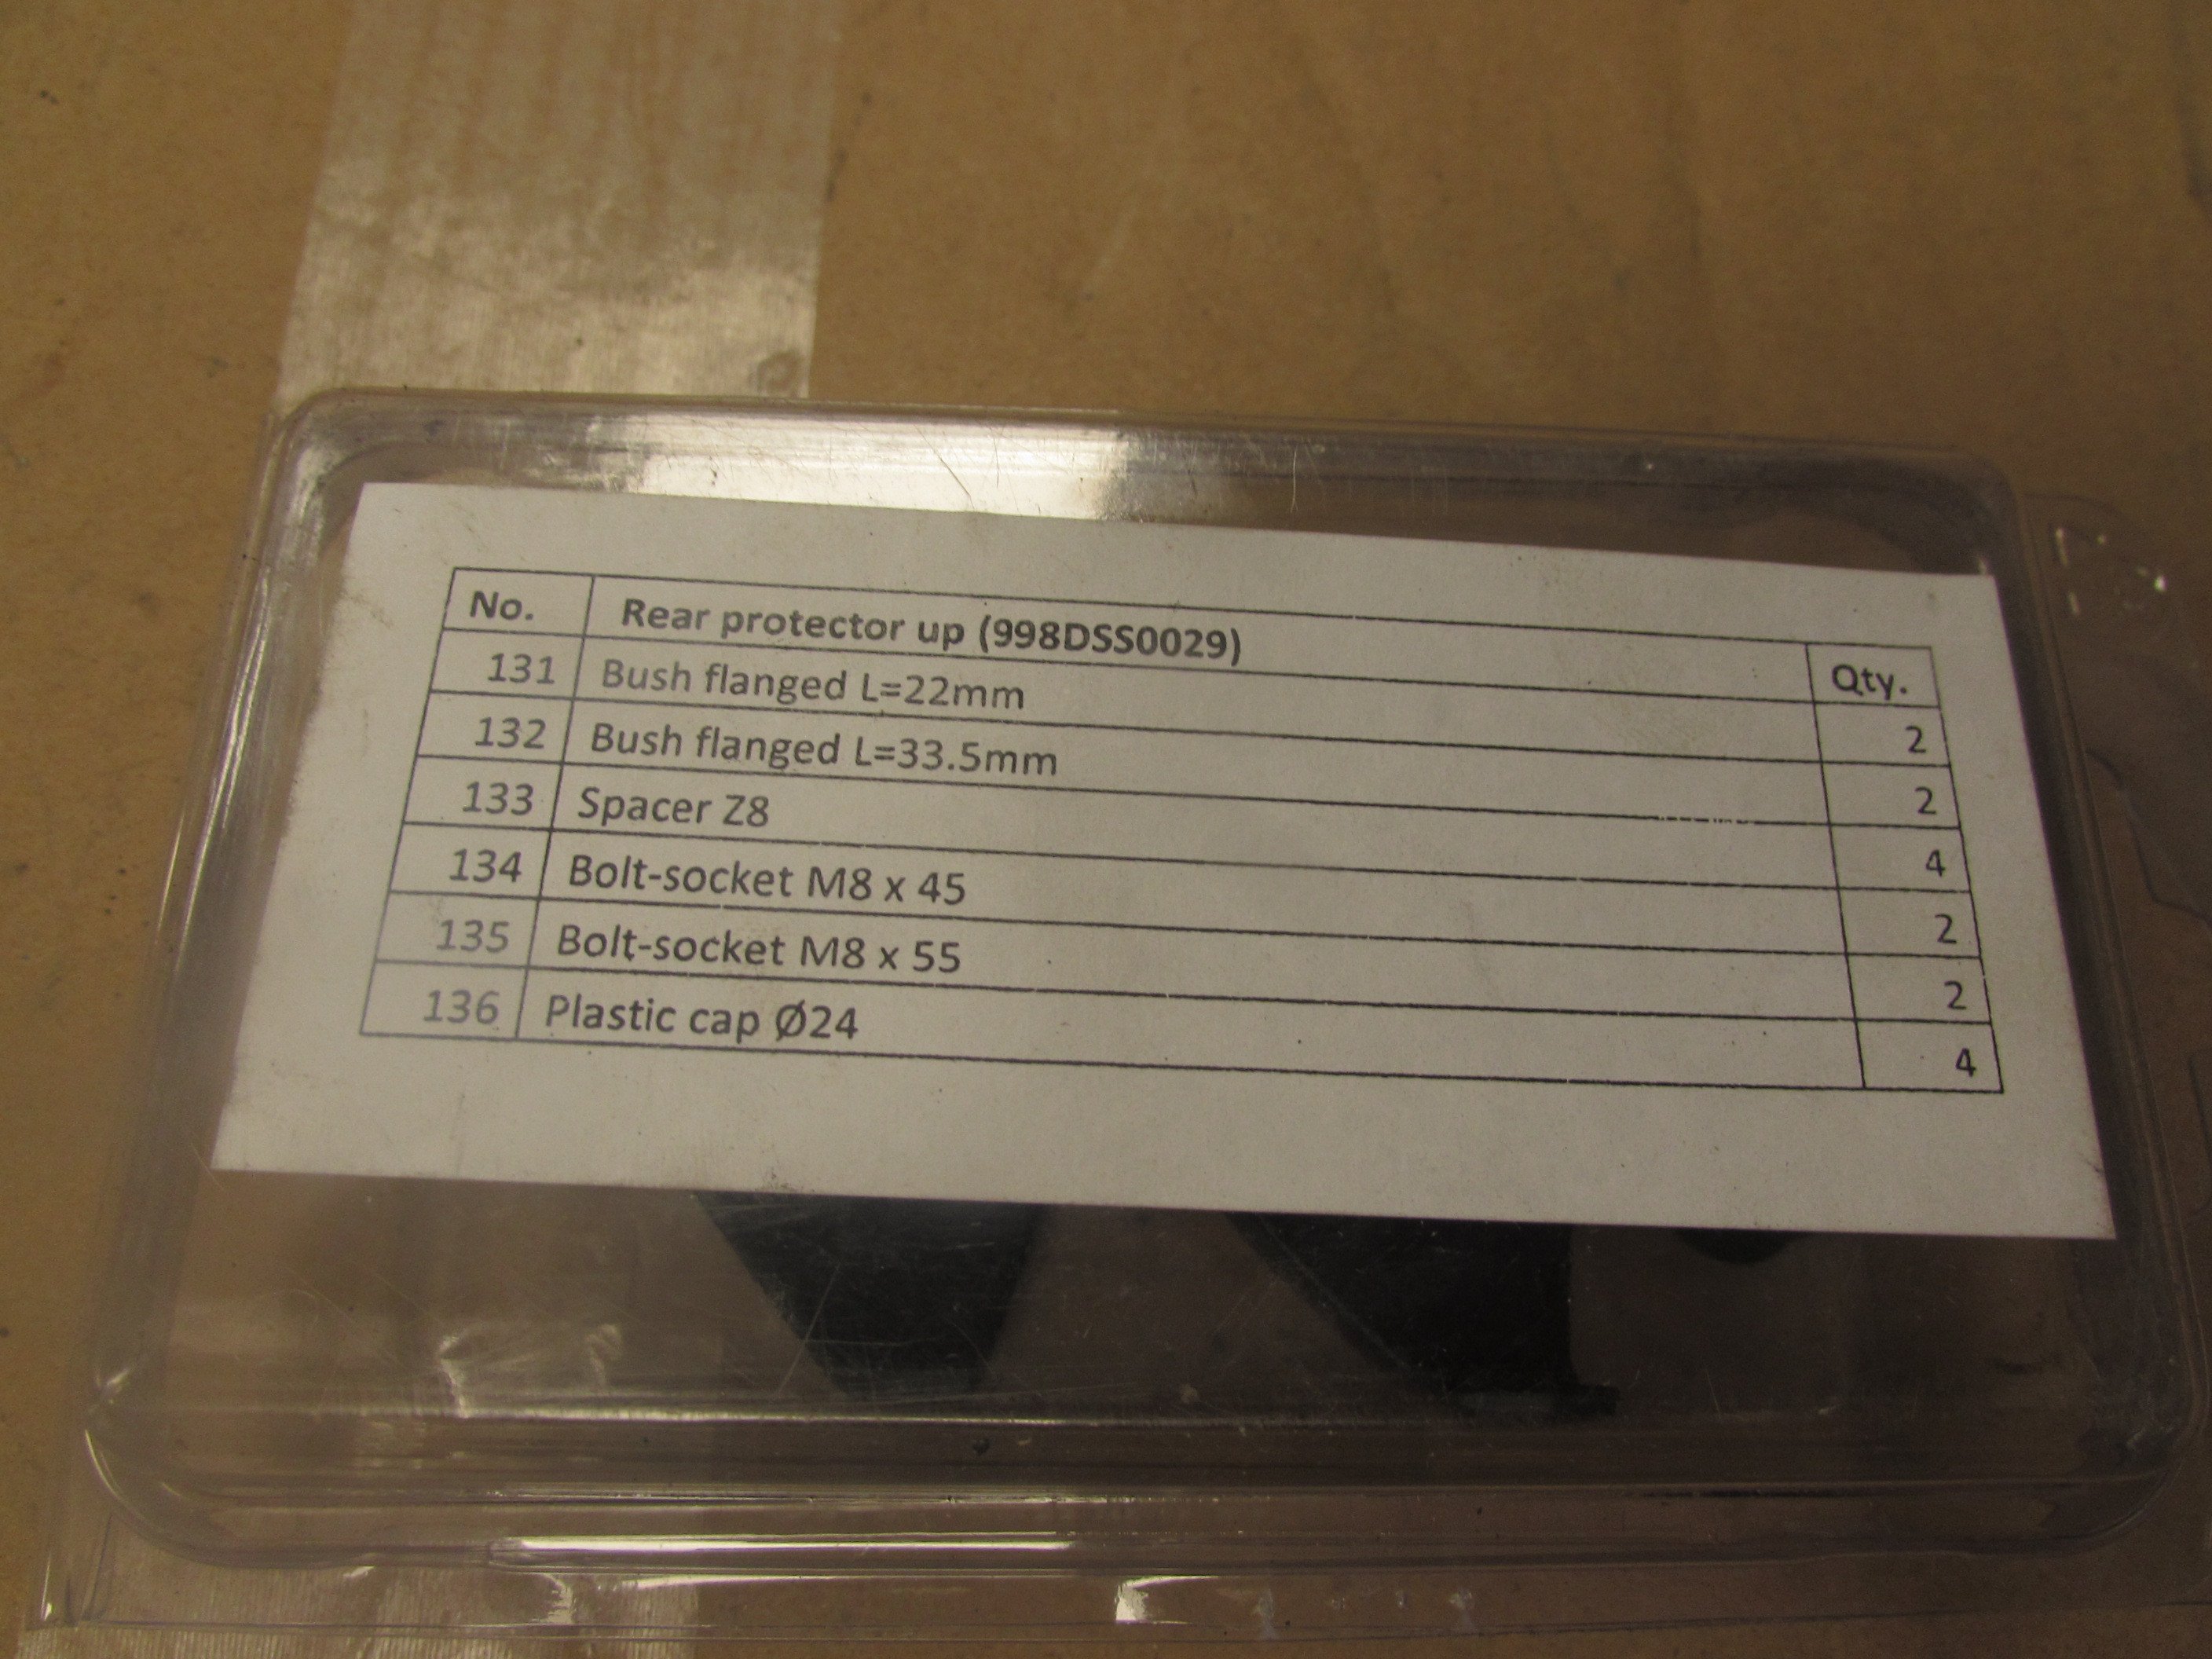 No. Rear protector up (998DSS0029) Qty.
131 Bush flanged L=22mm 2
132 Bush flanged L=33.5mm 2
133 Spacer Z8 4
134 Bolt-socket M8 x 45 2
135 Bolt-socket M8 x 55 2
136 Plastic cap Ø24 4